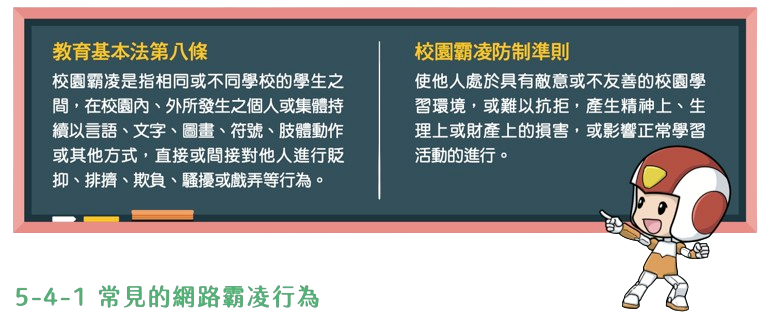 教育基本法第八條
校園霸凌是指相同或不同學校的學生之
間，在校園內、外所發生之個人或集體持
續以言語、文字、圖畫、符號、肢體動作
或其他方式，直接或間接對他人進行貶
抑、排擠、欺負、騷擾或戲弄等行為。
校園霸凌防制準則
使他人處於具有敵意或不友善的校園學
習環境，或難以抗拒，產生精神上、生
理上或財產上的損害，或影響正常學習
活動的進行。
5-4-1 常見的網路霸凌行為